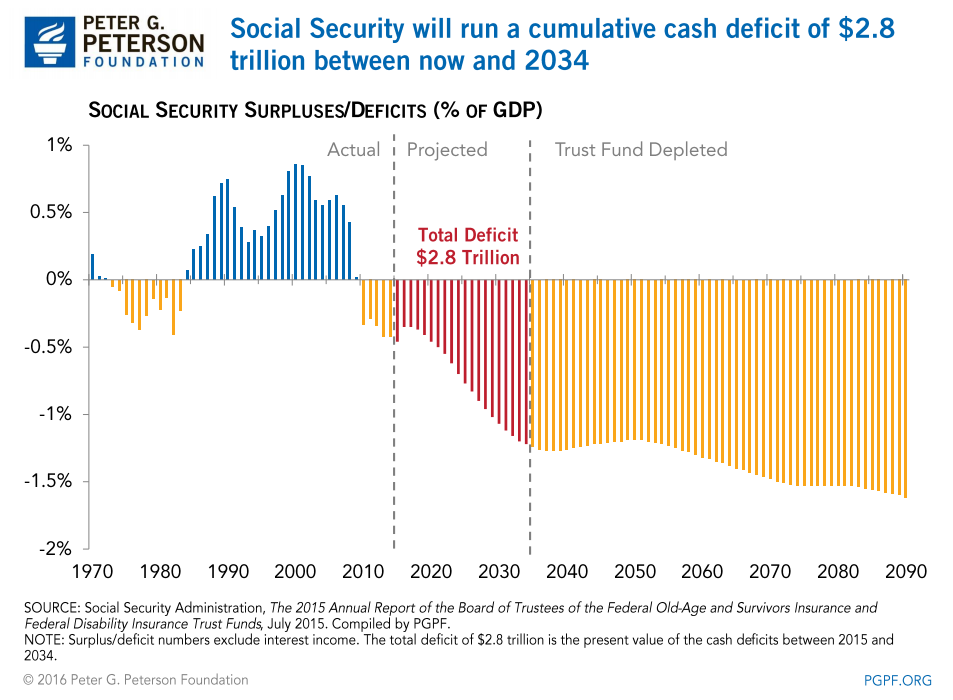 PETER G.
PETERSON
FOUNDATION
Social Security will run a cumulative cash deficit of $2.8
trillion between now and 2034
SOCIAL SECURITY SURPLUSES/DEFICITS (% OF GDP)
Actual
Projected
Trust Fund Depleted
Total Deficit
$2.8 Trillion
1%
0.5%
0%
-0.5%
-1%
-1.5%
-2%
1970 1980 1990 2000 2010 2020 2030 2040 2050 2060 2070 2080 2090
SOURCE: Social Security Administration, The 2015 Annual Report of the Board of Trustees of the Federal Old-Age and Survivors Insurance and
Federal Disability Insurance Trust Funds, July 2015. Compiled by PGPF.
NOTE: Surplus/deficit numbers exclude interest income. The total deficit of $2.8 trillion is the present value of the cash deficits between 2015 and
2034.
© 2016 Peter G. Peterson Foundation
PGPF.ORG